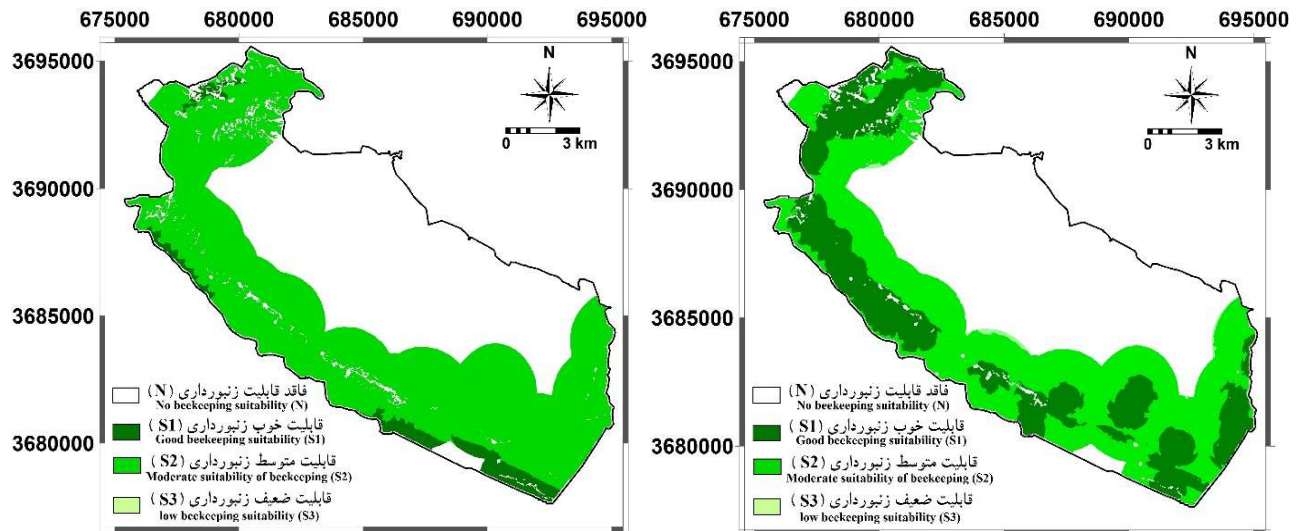 675000 680000 685000 690000 695000
N
0 3 km
3695000
3690000
3685000
3680000
فاقد قابلیت زنبورداری (N)
No beekeeping suitability (N)
قابلیت خوب زنبورداری (S1)
Good beekeeping suitability (S1)
قابلیت متوسط زنبورداری (S2)
Moderate suitability of beekeeping (S2)
قابلیت ضعیف زنبورداری (S3)
low beekeeping suitability (S3)
675000 680000 685000 690000 695000
N
0 3 km
3695000
3690000
3685000
3680000
فاقد قابلیت زنبورداری (N)
No beekeeping suitability (N)
قابلیت خوب زنبورداری (S1)
Good beekeeping suitability (S1)
قابلیت متوسط زنبورداری (S2)
Moderate suitability of beekeeping (S2)
قابلیت ضعیف زنبورداری (S3)
low beekeeping suitability (S3)